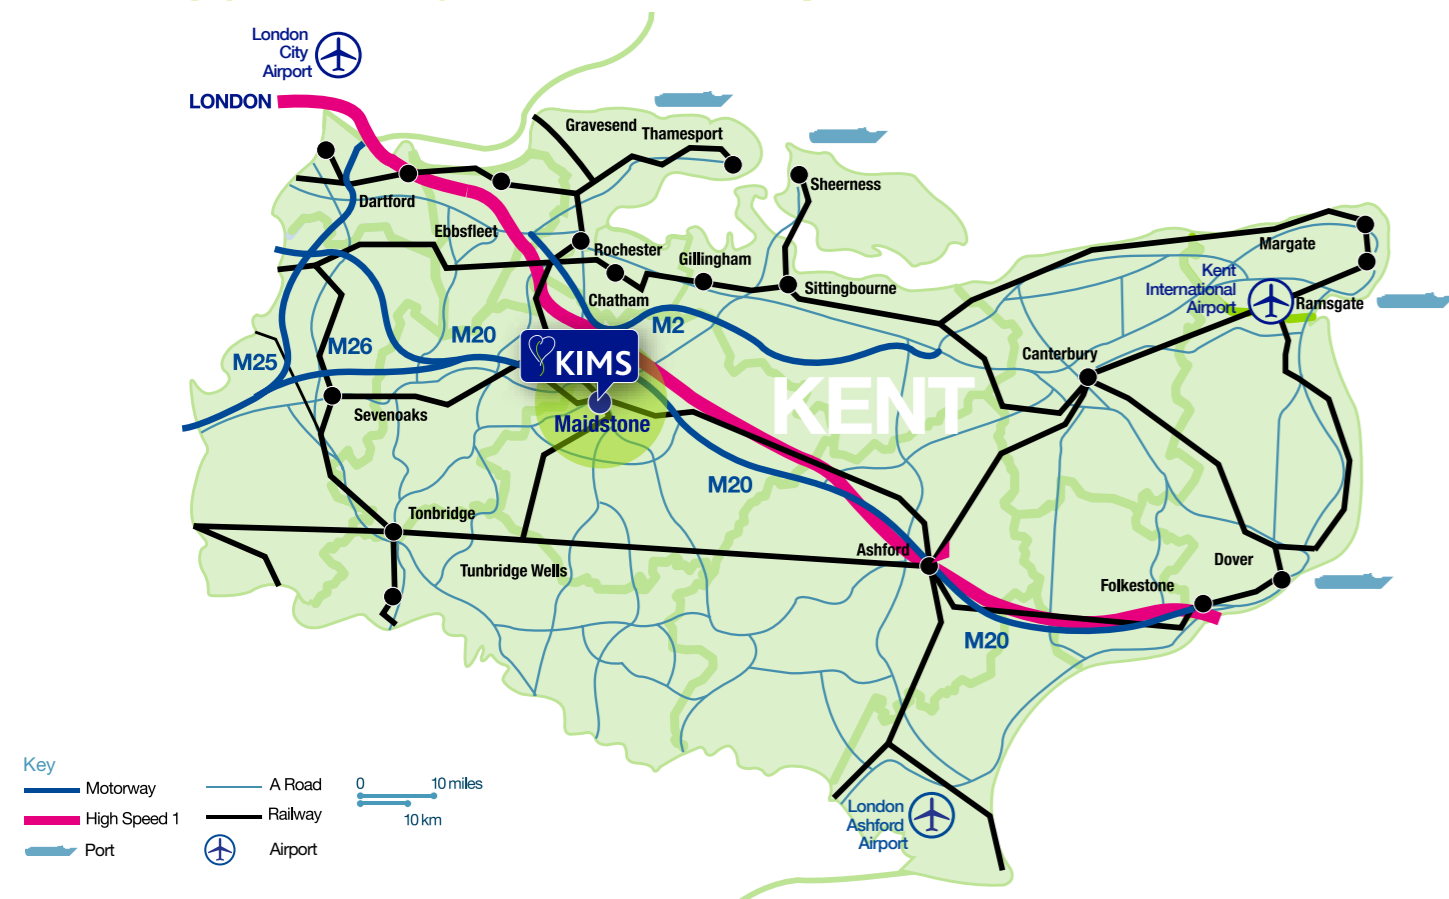 London
City
Airport
LONDON
Gravesend
Thamesport
Sheerness
Dartford
Ebbsfleet
Rochester
Gillingham
Chatham
Sittingbourne
Margate
Kent
International
Airport
Ramsgate
M2
M20
M26
M25
KIMS
Maidstone
KENT
Canterbury
Sevenoaks
M20
Tonbridge
Tunbridge Wells
Ashford
Dover
Folkestone
M20
London
Ashford
Airport
Key
Motorway
High Speed 1
Port
A Road
Railway
Airport
0 10 miles
10 km